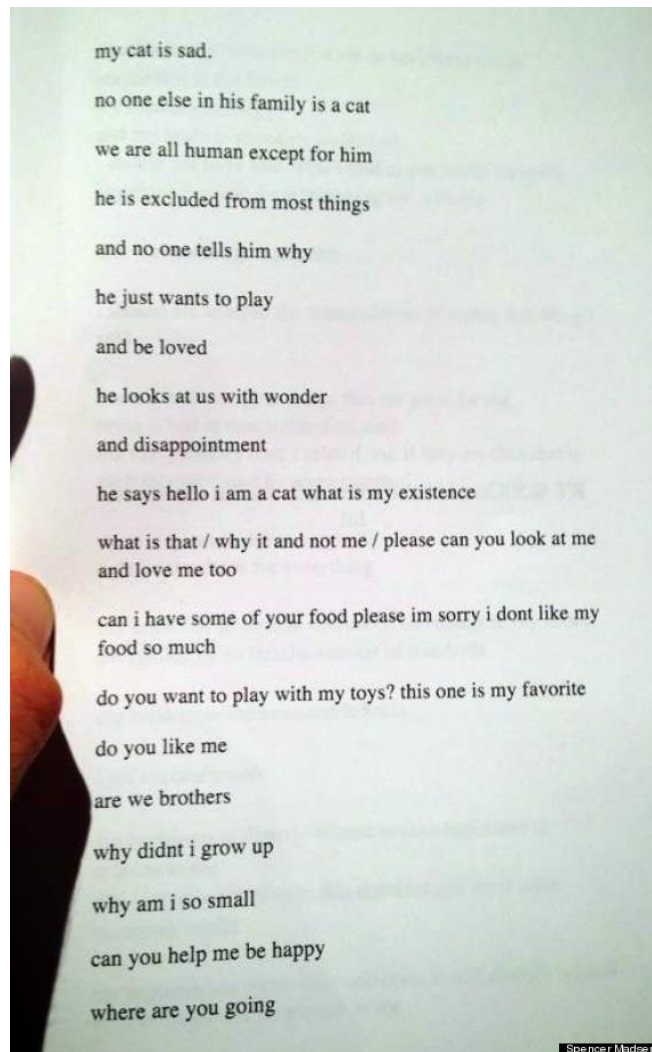 my cat is sad.
no one else in his family is a cat
we are all human except for him
he is excluded from most things
and no one tells him why
he just wants to play
and be loved
he looks at us with wonder
and disappointment
he says hello i am a cat what is my existence
what is that / why it and not me / please can you look at me
and love me too
can i have some of your food please im sorry i dont like my
food so much
do you want to play with my toys? this one is my favorite
do you like me
are we brothers
why didnt i grow up
why am i so small
can you help me be happy
where are you going
Spencer Madsen